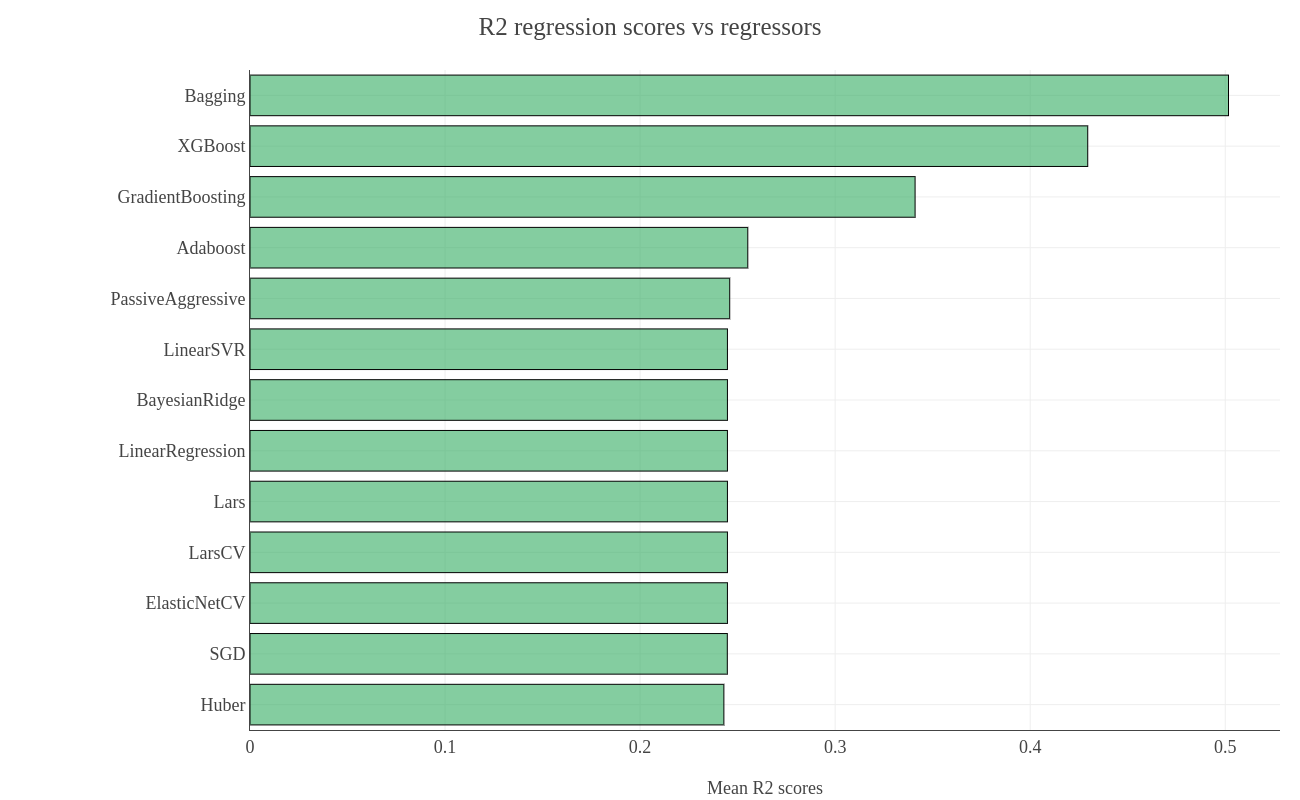 R2 regression scores vs regressors
Bagging
XGBoost
GradientBoosting
Adaboost
PassiveAggressive
LinearSVR
BayesianRidge
LinearRegression
Lars
LarsCV
ElasticNetCV
SGD
Huber
0 0.1 0.2 0.3 0.4 0.5
Mean R2 scores